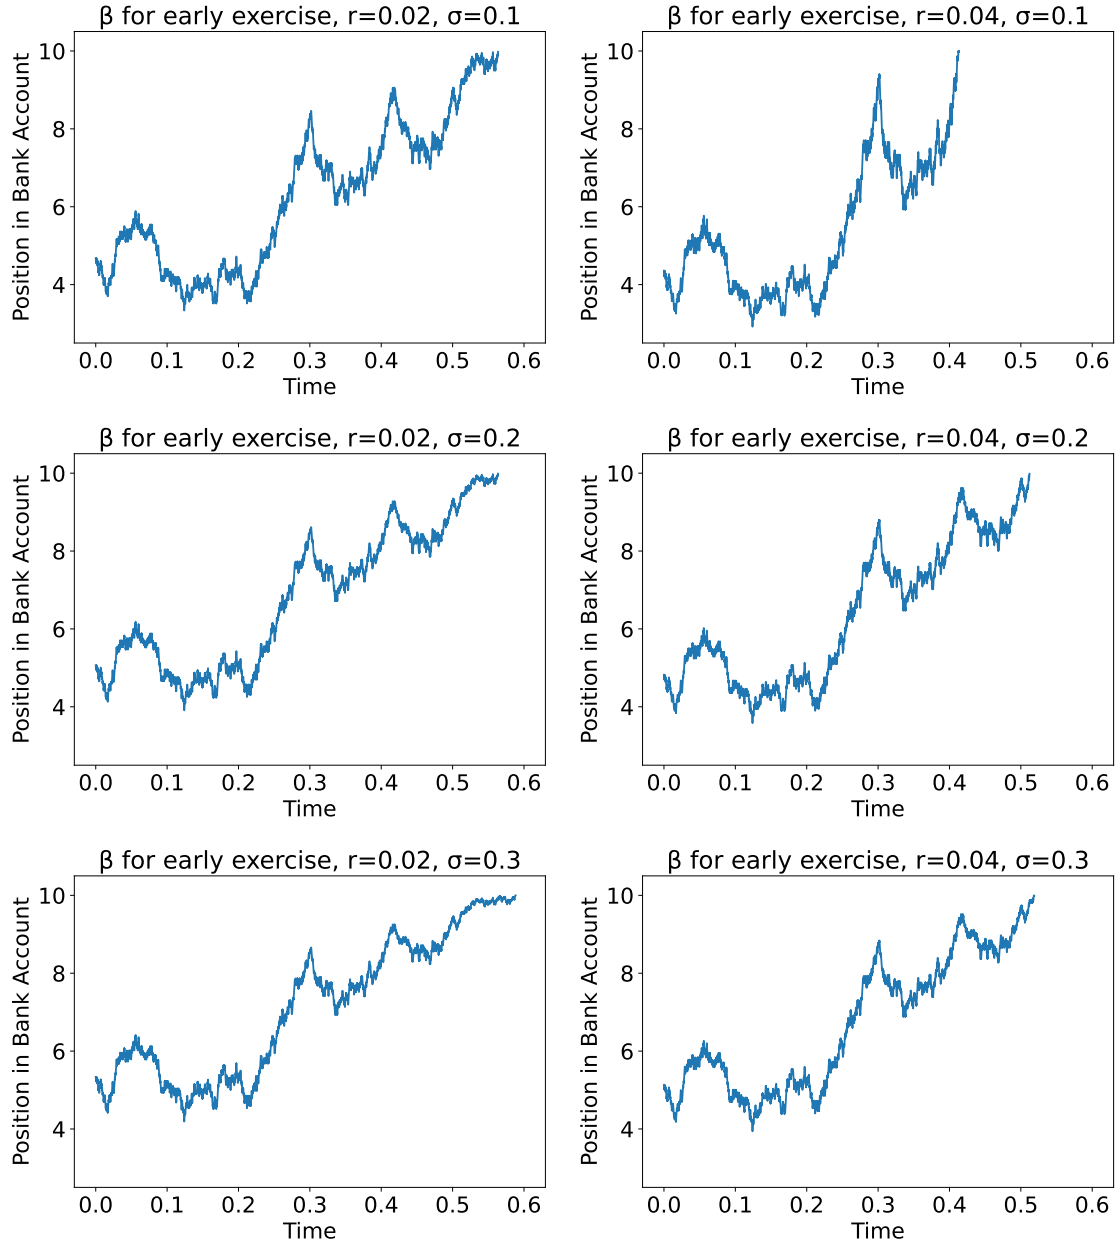 β for early exercise, r=0.02, σ=0.1
Position in Bank Account
10
8
6
4
0.0 0.1 0.2 0.3 0.4 0.5 0.6
Time
β for early exercise, r=0.04, σ=0.1
Position in Bank Account
10
8
6
4
0.0 0.1 0.2 0.3 0.4 0.5 0.6
Time
β for early exercise, r=0.02, σ=0.2
Position in Bank Account
10
8
6
4
0.0 0.1 0.2 0.3 0.4 0.5 0.6
Time
β for early exercise, r=0.04, σ=0.2
Position in Bank Account
10
8
6
4
0.0 0.1 0.2 0.3 0.4 0.5 0.6
Time
β for early exercise, r=0.02, σ=0.3
Position in Bank Account
10
8
6
4
0.0 0.1 0.2 0.3 0.4 0.5 0.6
Time
β for early exercise, r=0.04, σ=0.3
Position in Bank Account
10
8
6
4
0.0 0.1 0.2 0.3 0.4 0.5 0.6
Time